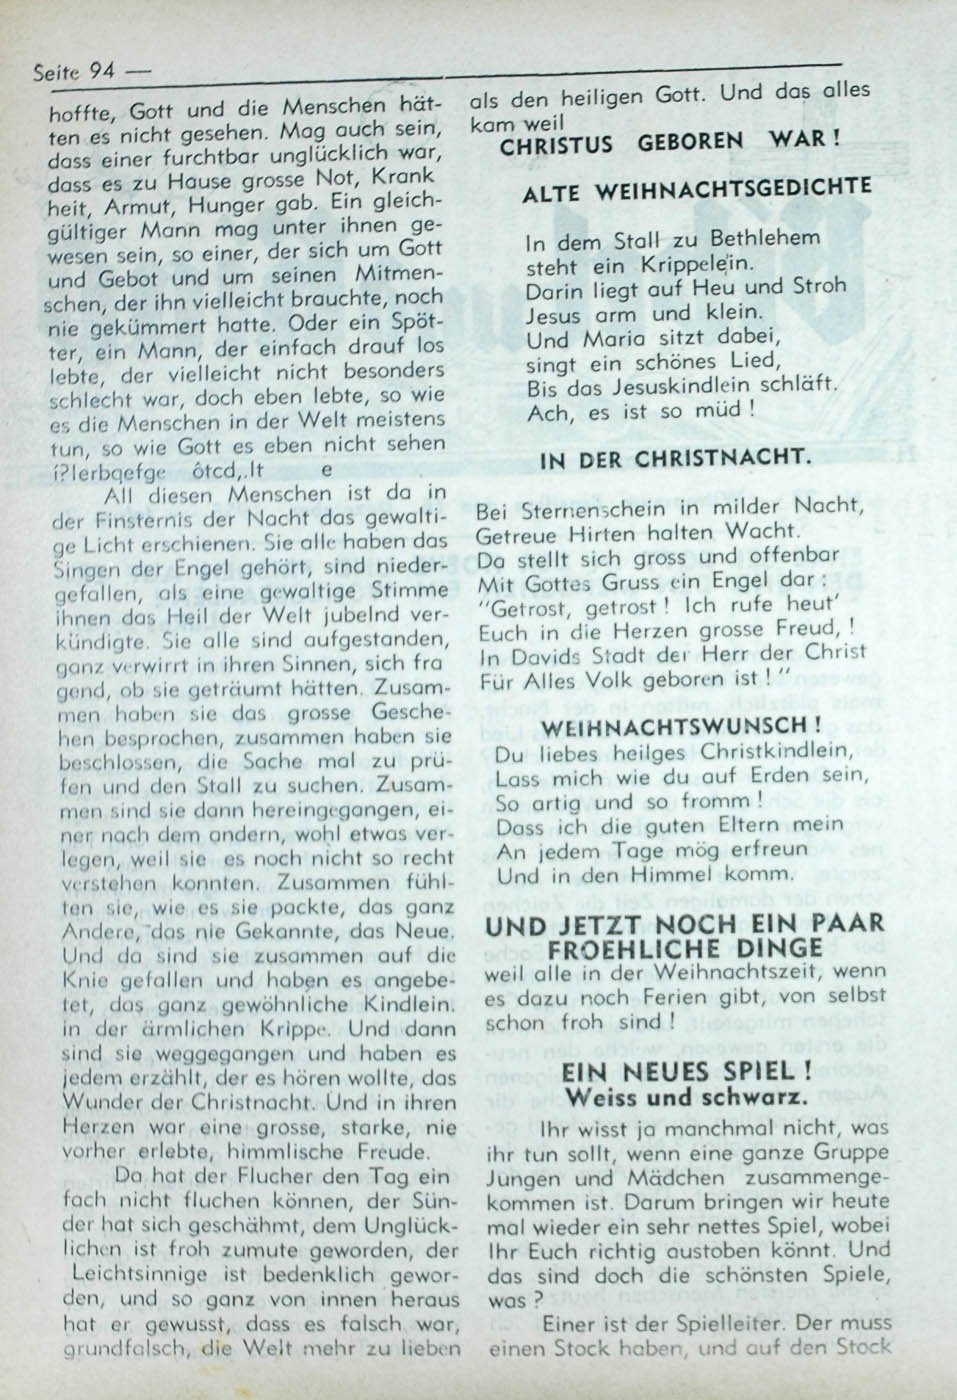 Seite 94 —
hoffte, Gott und die Menschen hät-
ten es nicht gesehen. Mag auch sein,
dass einer furchtbar unglücklich war,
dass es zu Hause grosse Not, Krank
heit, Armut, Hunger gab. Ein gleich-
gültiger Mann mag unter ihnen ge-
wesen sein, so einer, der sich um Gott
und Gebot und um seinen Mitmen-
schen, der ihn vielleicht brauchte, noch
nie gekümmert hatte. Oder ein Spöt-
ter, ein Mann, der einfach drauf los
lebte, der vielleicht nicht besonders
schlecht war, doch eben lebte, so wie
es die Menschen in der Welt meistens
tun, so wie Gott es eben nicht sehen
í?lerbqefge ôtcd,.lt e
All diesen Menschen ist da in
der Finsternis der Nacht das gewalti-
ge Licht erschienen. Sie alle haben das
Singen der Engel gehört, sind nieder-
gefallen, als eine gewaltige Stimme
ihnen das Heil der Welt jubelnd ver-
kündigte. Sie alle sind aufgestanden,
ganz verwirrt in ihren Sinnen, sich fra
gend, ob sie geträumt hätten. Zusam-
men haben sie das grosse Gesche-
hen besprochen, zusammen haben sie
beschlossen, die Sache mal zu prü-
fen und den Stall zu suchen. Zusam-
men sind sie dann hereingegangen, ei-
ner nach dem andern, wohl etwas ver-
legen, weil sie es noch nicht so recht
verstehen konnten. Zusammen fühl-
ten sie, wie es sie packte, das ganz
Andere, das nie Gekannte, das Neue.
Und da sind sie zusammen auf die
Knie gefallen und haben es angebe-
tet, das ganz gewöhnliche Kindlein.
in der ärmlichen Krippe. Und dann
sind sie weggegangen und haben es
jedem erzählt, der es hören wollte, das
Wunder der Christnacht. Und in ihren
Herzen war eine grosse, starke, nie
vorher erlebte, himmlische Freude.
Da hat der Flucher den Tag ein
fach nicht fluchen können, der Sün-
der hat sich geschähmt, dem Unglück-
lichen ist froh zumute geworden, der
Leichtsinnige ist bedenklich gewor-
den, und so ganz von innen heraus
hat er gewusst, dass es falsch war,
grundfalsch, die Welt mehr zu lieben
als den heiligen Gott. Und das alles
kam weil
CHRISTUS GEBOREN WAR !
ALTE WEIHNACHTSGEDICHTE
In dem Stall zu Bethlehem
steht ein Krippelein.
Darin liegt auf Heu und Stroh
Jesus arm und klein.
Und Maria sitzt dabei,
singt ein schönes Lied,
Bis das Jesuskindlein schläft.
Ach, es ist so müd !
IN DER CHRISTNACHT.
Bei Sternenschein in milder Nacht,
Getreue Hirten halten Wacht.
Da stellt sich gross und offenbar
Mit Gottes Gruss ein Engel dar :
"Getrost, getrost ! Ich rufe heut'
Euch in die Herzen grosse Freud, !
In Davids Stadt der Herr der Christ
Für Alles Volk geboren ist ! "
WEIHNACHTSWUNSCH !
Du liebes heilges Christkindlein,
Lass mich wie du auf Erden sein,
So artig und so fromm !
Dass ich die guten Eltern mein
An jedem Tage mög erfreun
Und in den Himmel komm.
UND JETZT NOCH EIN PAAR
FROEHLICHE DINGE
weil alle in der Weihnachtszeit, wenn
es dazu noch Ferien gibt, von selbst
schon froh sind !
EIN NEUES SPIEL !
Weiss und schwarz.
Ihr wisst ja manchmal nicht, was
ihr tun sollt, wenn eine ganze Gruppe
Jungen und Mädchen zusammenge-
kommen ist. Darum bringen wir heute
mal wieder ein sehr nettes Spiel, wobei
Ihr Euch richtig austoben könnt. Und
das sind doch die schönsten Spiele,
was ?
Einer ist der Spielleiter. Der muss
einen Stock haben, und auf den Stock